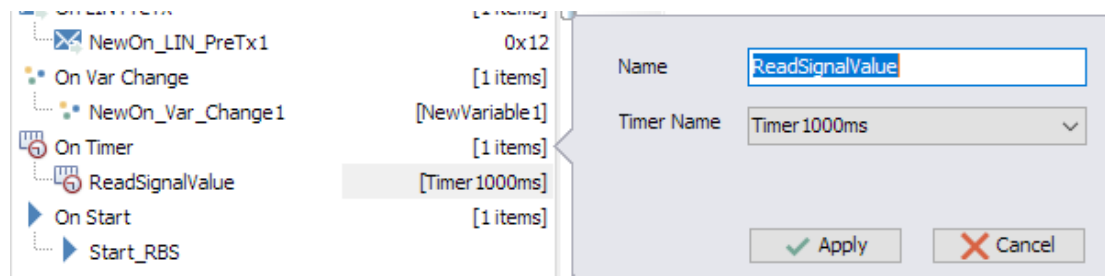 NewOn_LIN_PreTx1 0x12
On Var Change [1 items]
NewOn_Var_Change1 [NewVariable1]
On Timer [1 items]
ReadSignalValue [Timer1000ms]
On Start [1 items]
Start_RBS
Name ReadSignalValue
Timer Name Timer1000ms
Apply Cancel